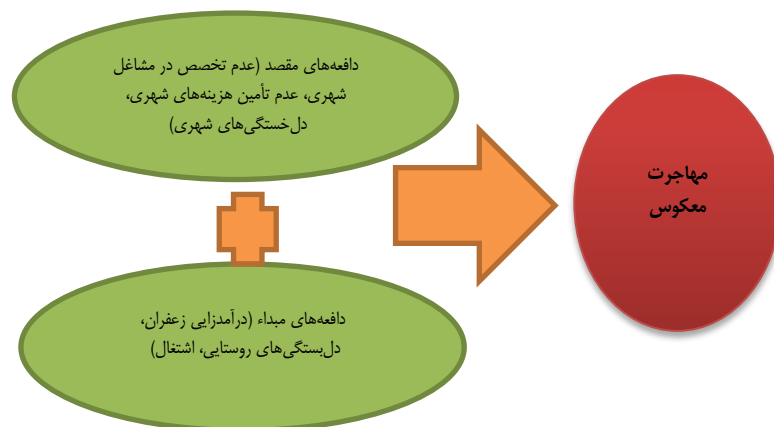 دافعه‌های مقصد (عدم تخصص در مشاغل
شهری، عدم تأمین هزینه‌های شهری،
دل‌خستگی‌های شهری)
مهاجرت
معکوس
دافعه‌های مبداء (درآمدزایی زعفران،
دل‌بستگی‌های روستایی، اشتغال)